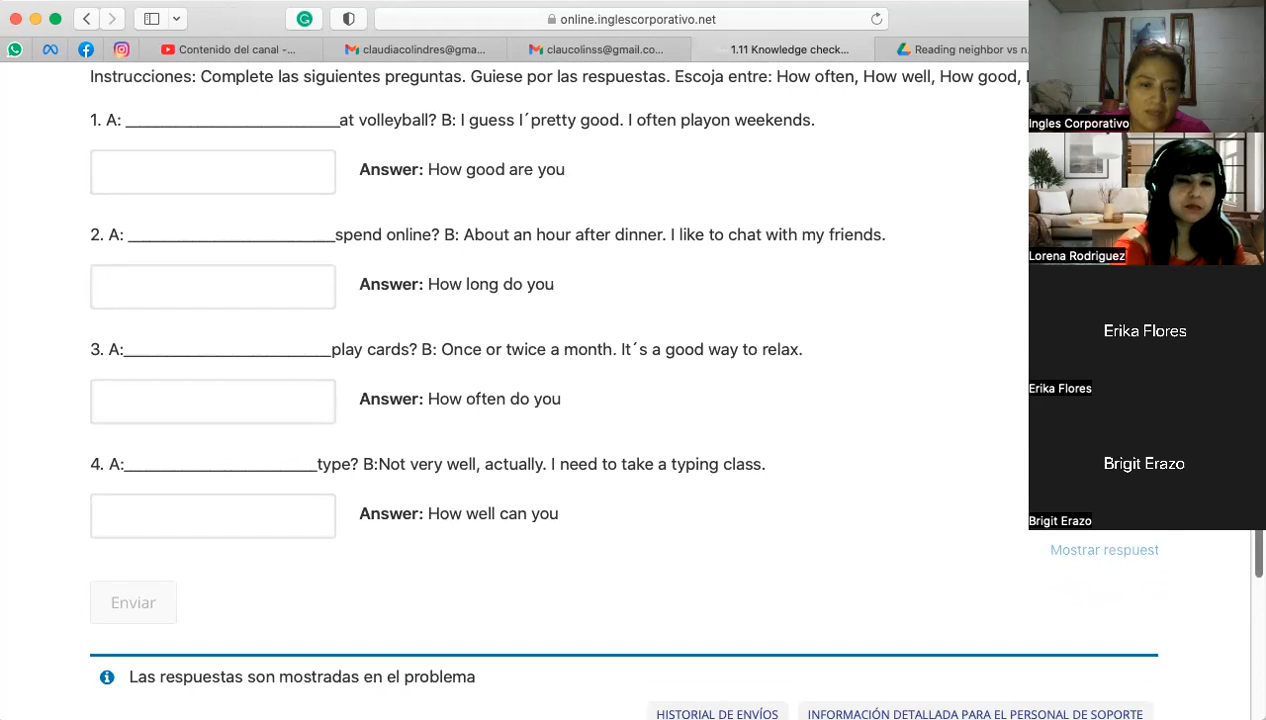 online.inglescorporativo.net
Contenido del canal -...
claudiacolindres@gma...
claucolinss@gmail.co...
1.11 Knowledge check...
Reading neighbor vs n.
Instrucciones: Complete las siguientes preguntas. Guiese por las respuestas. Escoja entre: How often, How well, How good,
1. A: ________________________at volleyball? B: I guess I´pretty good. I often playon weekends.
Answer: How good are you
2. A: _______________________spend online? B: About an hour after dinner. I like to chat with my friends.
Answer: How long do you
3. A:_______________________play cards? B: Once or twice a month. It´s a good way to relax.
Answer: How often do you
4. A:_____________________type? B:Not very well, actually. I need to take a typing class.
Answer: How well can you
Mostrar respuest
Enviar
Las respuestas son mostradas en el problema
HISTORIAL DE ENVÍOS
INFORMACIÓN DETALLADA PARA EL PERSONAL DE SOPORTE
Ingles Corporativo
Lorena Rodriguez
Erika Flores
Erika Flores
Brigit Erazo
Brigit Erazo